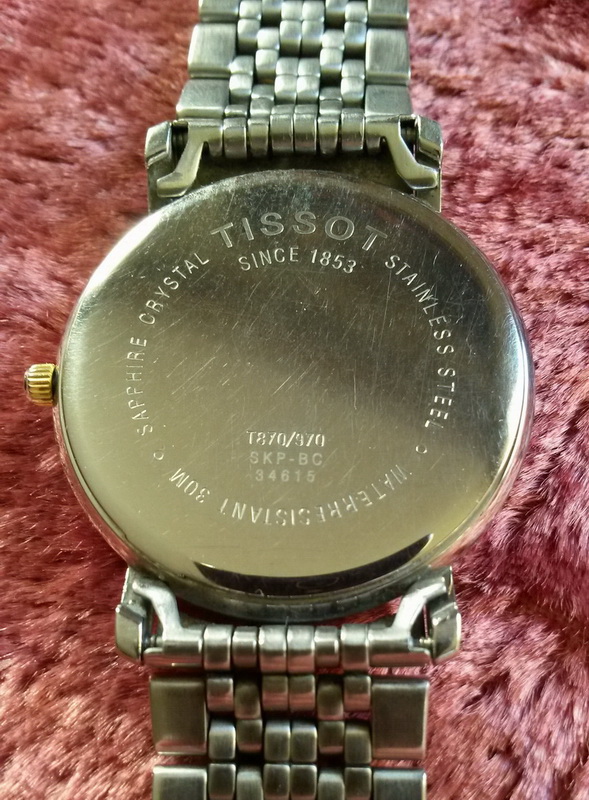 TISSOT
SINCE 1853
SAPPHIRE CRYSTAL
STAINLESS STEEL
WATERRESISTANT 30M
T870/970
SKP-BC
34615